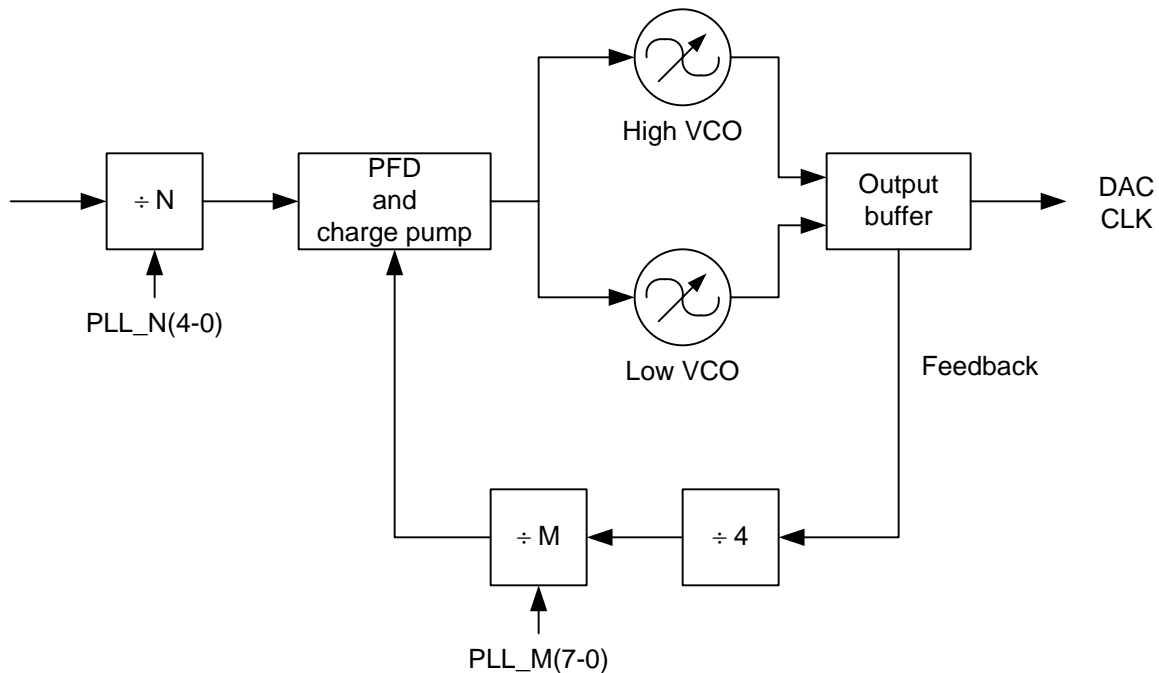 High VCO
÷ N
PFD
and
charge pump
Output
buffer
DAC
CLK
PLL_N(4-0)
Low VCO
Feedback
÷ M
÷ 4
PLL_M(7-0)